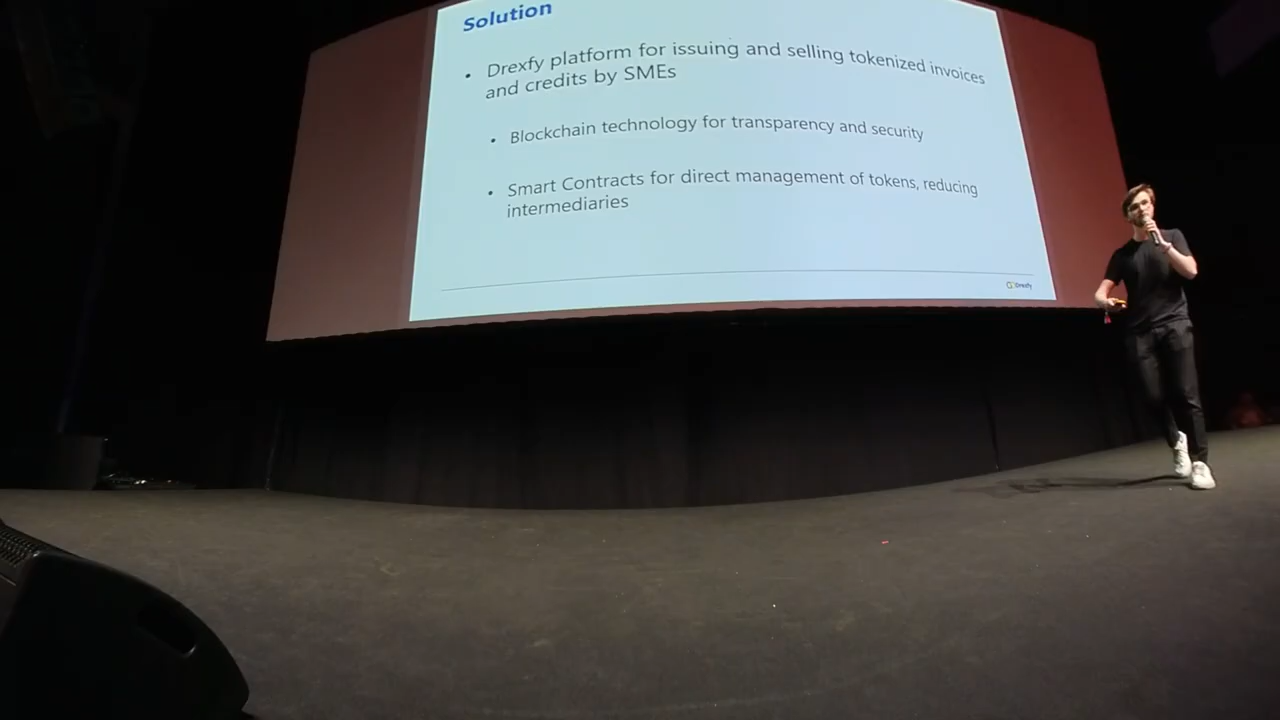 Solution
• Drexfy platform for issuing and selling tokenized invoices
and credits by SMEs
• Blockchain technology for transparency and security
• Smart Contracts for direct management of tokens, reducing
intermediaries
Drexfy